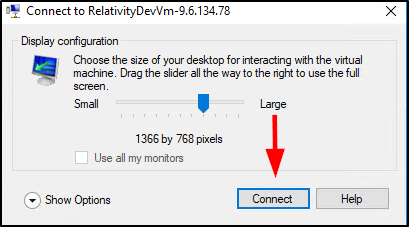 Connect to RelativityDevVm-9.6.134.78
Display configuration
Choose the size of your desktop for interacting with the virtual
machine. Drag the slider all the way to the right to use the full
screen.
Small Large
1366 by 768 pixels
Use all my monitors
Show Options Connect Help